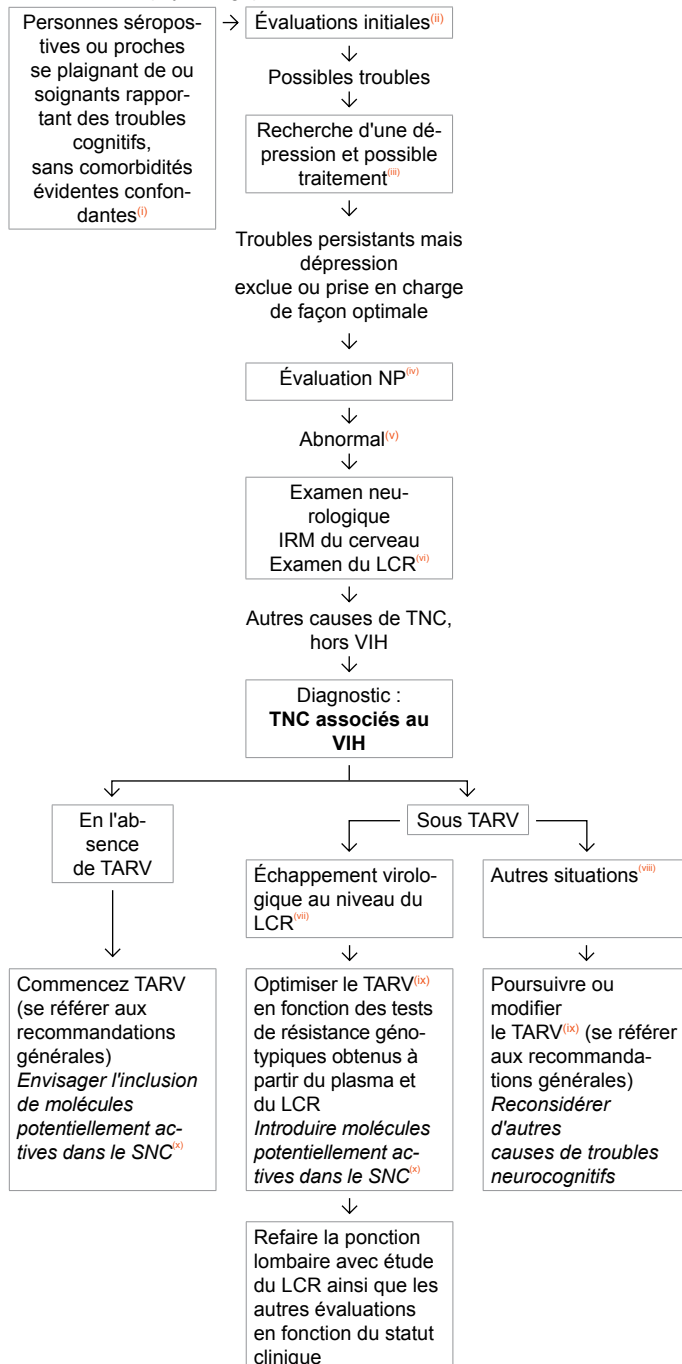 Personnes séropos-
tives ou proches
se plaignant de ou
soignants rappor-
tant des troubles
cognitifs,
sans comorbidités
évidentes confon-
dantes(i)
Évaluations initiales(ii)
Possibles troubles
Recherche d'une dé-
pression et possible
traitement(iii)
Troubles persistants mais
dépression
exclue ou prise en charge
de façon optimale
Évaluation NP(iv)
Abnormal(v)
Examen neu-
rologique
IRM du cerveau
Examen du LCR(vi)
Autres causes de TNC,
hors VIH
Diagnostic :
TNC associés au
VIH
En l'ab-
sence
de TARV
Sous TARV
Échappement virolo-
gique au niveau du
LCR(vii)
Autres situations(viii)
Commencez TARV
(se référer aux
recommandations
générales)
Envisager l'inclusion
de molécules
potentiellement ac-
tives dans le SNC(x)
Optimiser le TARV(ix)
en fonction des tests
de résistance géno-
typiques obtenus à
partir du plasma et
du LCR
Introduire molécules
potentiellement ac-
tives dans le SNC(x)
Poursuivre ou
modifier
le TARV(ix) (se référer
aux recommanda-
tions générales)
Reconsidérer
d'autres
causes de troubles
neurocognitifs
Refaire la ponction
lombaire avec étude
du LCR ainsi que les
autres évaluations
en fonction du statut
clinique